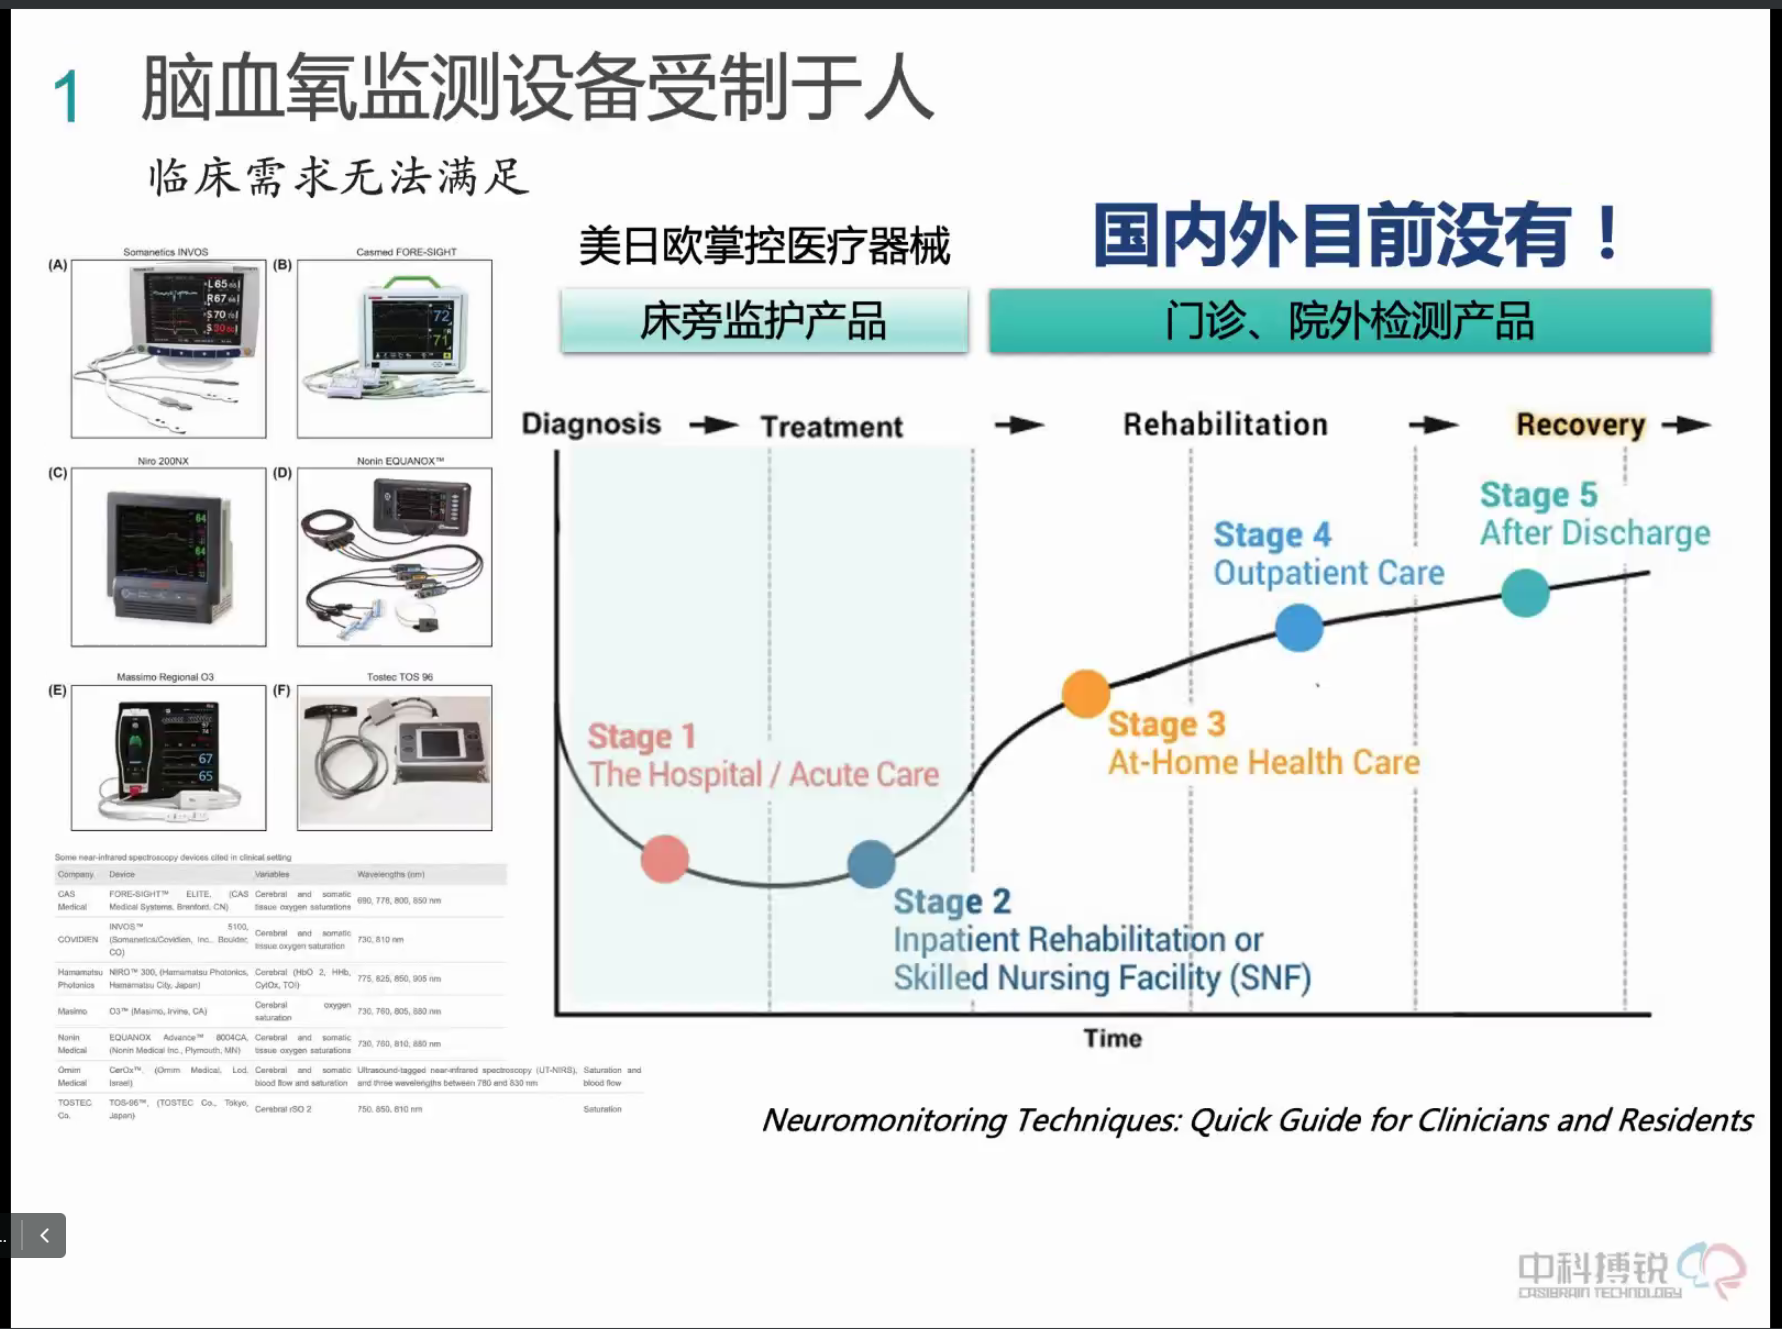 1 脑血氧监测设备受制于人
临床需求无法满足
美日欧掌控医疗器械
国内外目前没有！
床旁监护产品
门诊、院外检测产品
(A) Somanetics INVOS
(B) Casmed FORE-SIGHT
L65
R67
S70
72
71
(C) Niro 200NX
(D) Nonin EQUANOX™
64
64
(E) Massimo Regional O3
(F) Tostec TOS 96
67
65
Diagnosis
Treatment
Rehabilitation
Recovery
Stage 1
The Hospital / Acute Care
Stage 2
Inpatient Rehabilitation or
Skilled Nursing Facility (SNF)
Stage 3
At-Home Health Care
Stage 4
Outpatient Care
Stage 5
After Discharge
Time
Some near-infrared spectroscopy devices cited in clinical setting
Company Device Variables Wavelengths (nm)
CAS FORE-SIGHT™ ELITE, (CAS Cerebral and somatic
Medical Medical Systems, Branford, CN) tissue oxygen saturations 690, 778, 800, 850 nm
INVOS™ 5100,
COVIDIEN (Somanetics/Covidien, Inc., Boulder, Cerebral and somatic tissue oxygen saturation 730, 810 nm
CO)
Hamamatsu NIRO™ 300, (Hamamatsu Photonics, Cerebral (HbO 2, HHb,
Photonics Hamamatsu City, Japan) CytOx, TOI) 775, 825, 850, 905 nm
Masimo O3™ (Masimo, Irvine, CA) Cerebral oxygen saturation 730, 760, 805, 880 nm
Nonin EQUANOX Advance™ 8004CA, Cerebral and somatic
Medical (Nonin Medical Inc., Plymouth, MN) tissue oxygen saturations 730, 760, 810, 880 nm
Ornim CerOx™, (Ornim Medical, Lod, Cerebral and somatic Ultrasound-tagged near-infrared spectroscopy (UT-NIRS), Saturation and
Medical Israel) blood flow and saturation and three wavelengths between 780 and 830 nm blood flow
TOSTEC TOS-96™, (TOSTEC Co., Tokyo,
Co. Japan) Cerebral rSO 2 750, 850, 810 nm Saturation
Neuromonitoring Techniques: Quick Guide for Clinicians and Residents
中科搏锐
CASIBRAIN TECHNOLOGY